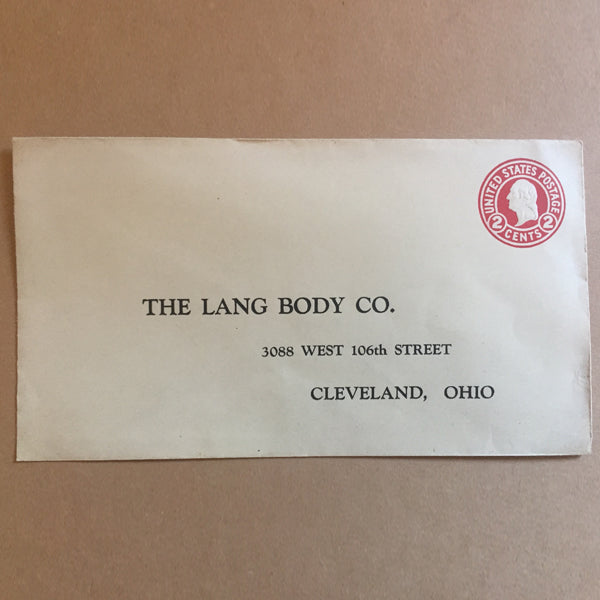 UNITED STATES POSTAGE
2 CENTS 2
THE LANG BODY CO.
3088 WEST 106th STREET
CLEVELAND, OHIO